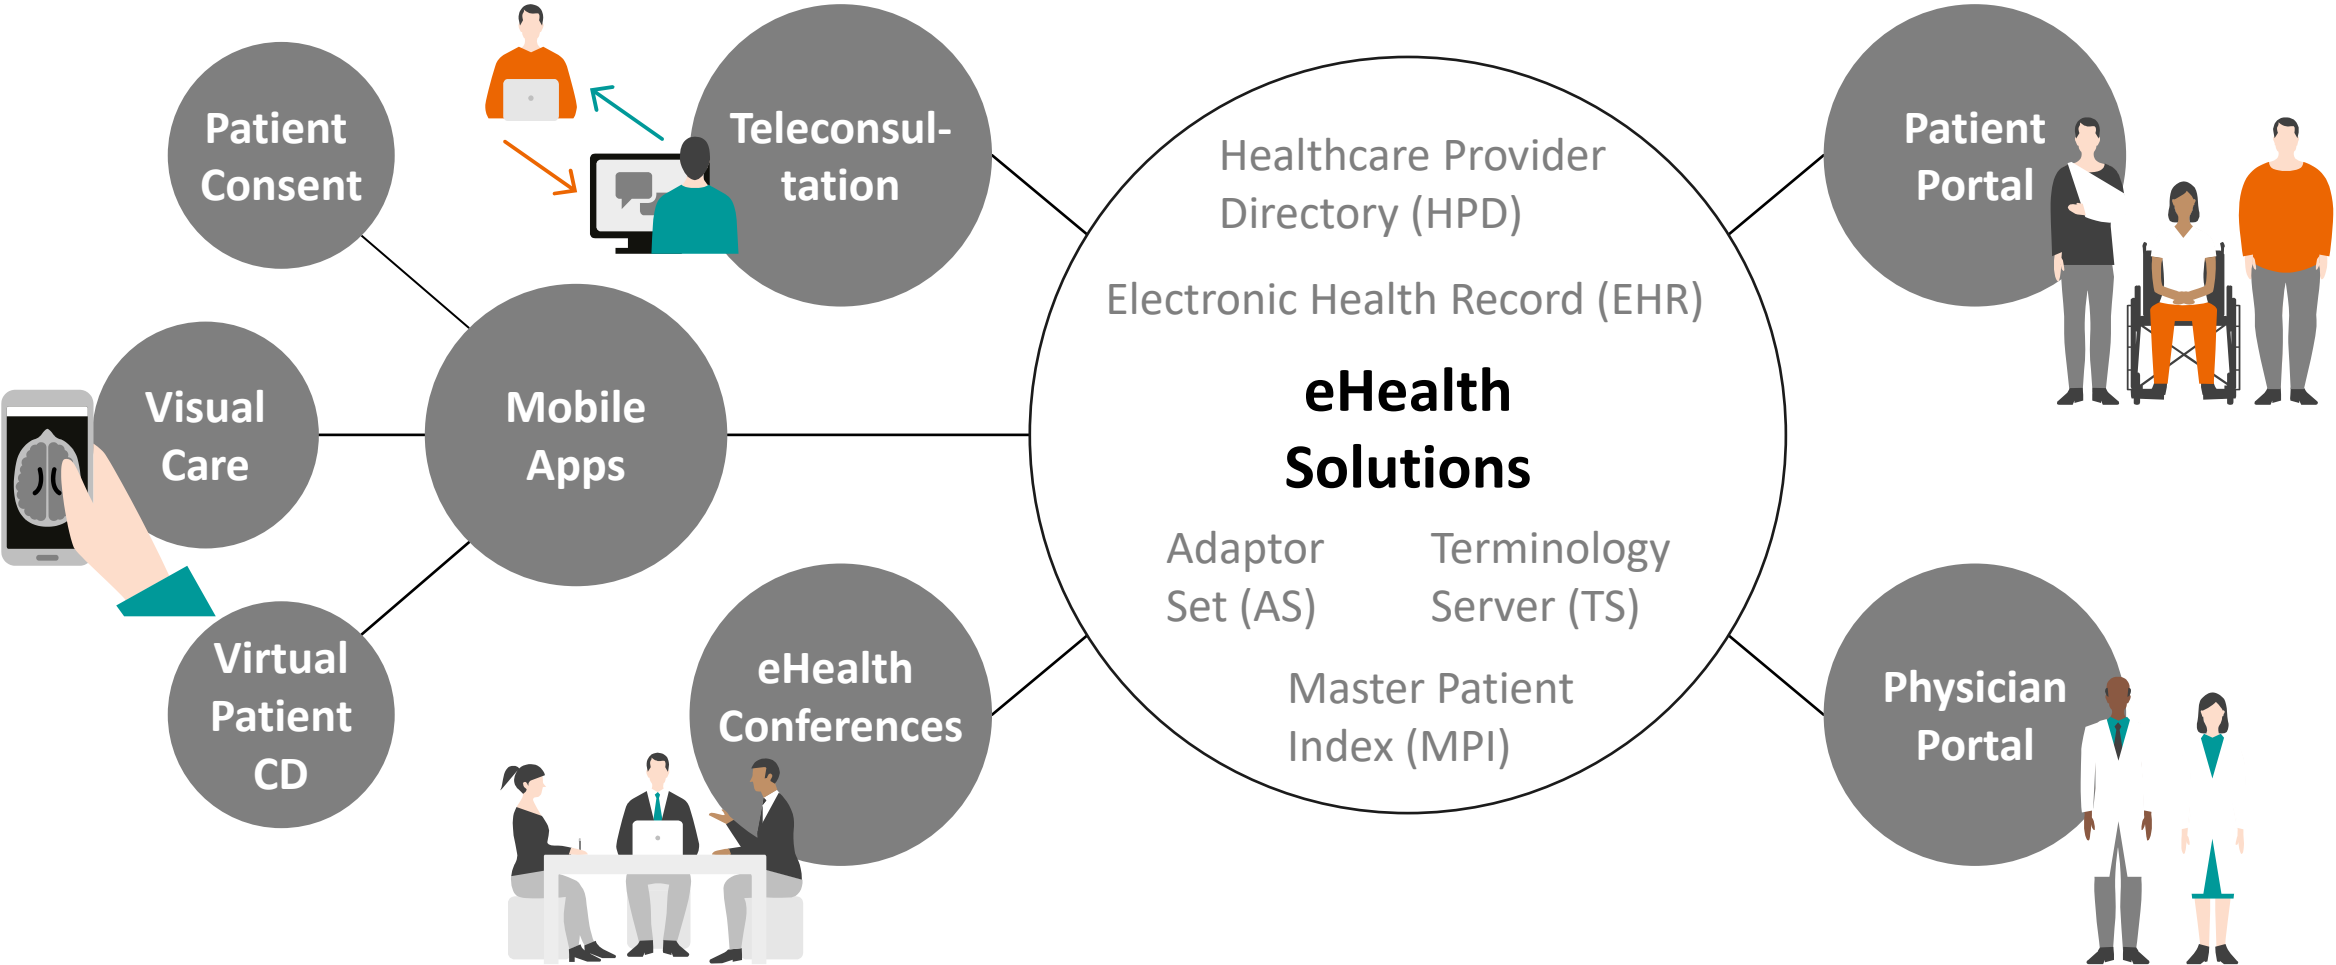 Patient
Consent
Teleconsul-
tation
Visual
Care
Mobile
Apps
Virtual
Patient
CD
eHealth
Conferences
Healthcare Provider
Directory (HPD)
Electronic Health Record (EHR)
eHealth
Solutions
Adaptor
Set (AS)
Terminology
Server (TS)
Master Patient
Index (MPI)
Patient
Portal
Physician
Portal